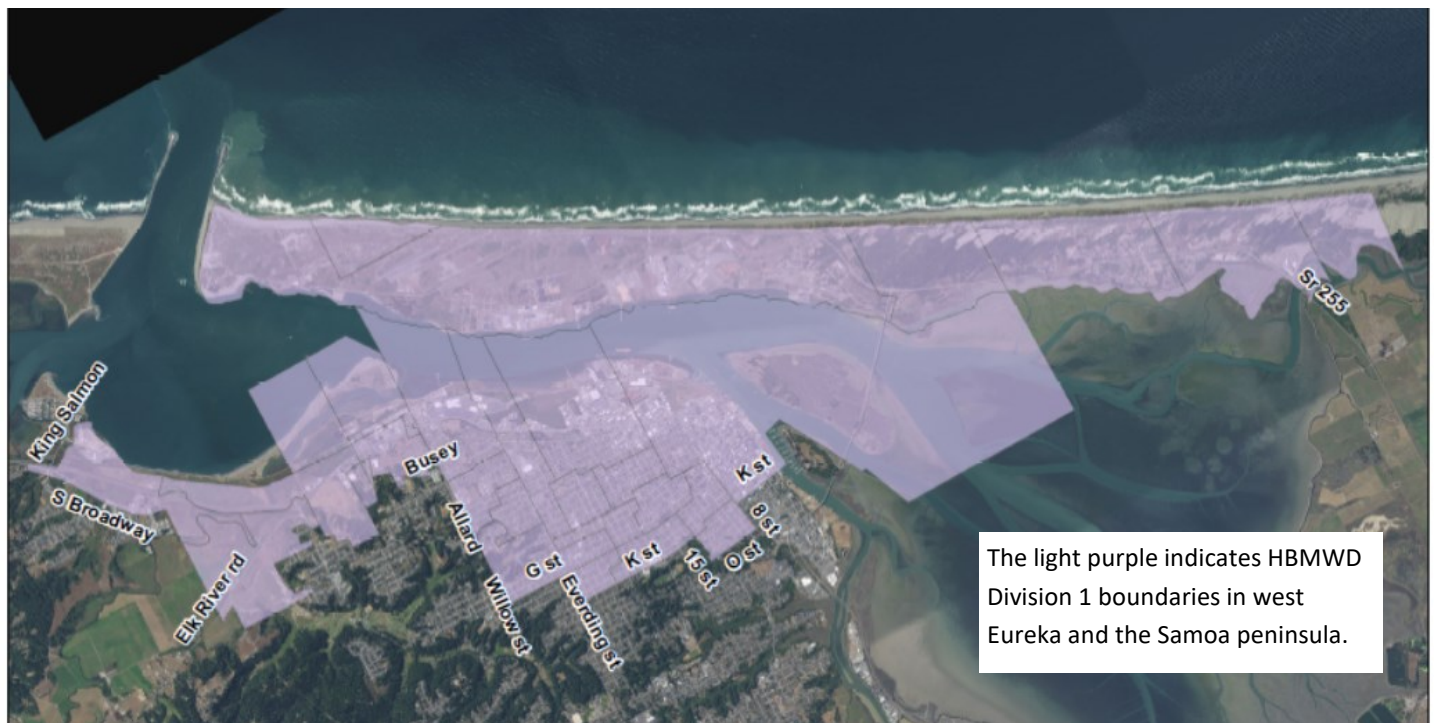 King Salmon
S Broadway
Elk River rd
Busey
Allard
Willow st
G st
Everding st
K st
15 st
O st
8 st
K st
Sr 255
The light purple indicates HBMWD
Division 1 boundaries in west
Eureka and the Samoa peninsula.